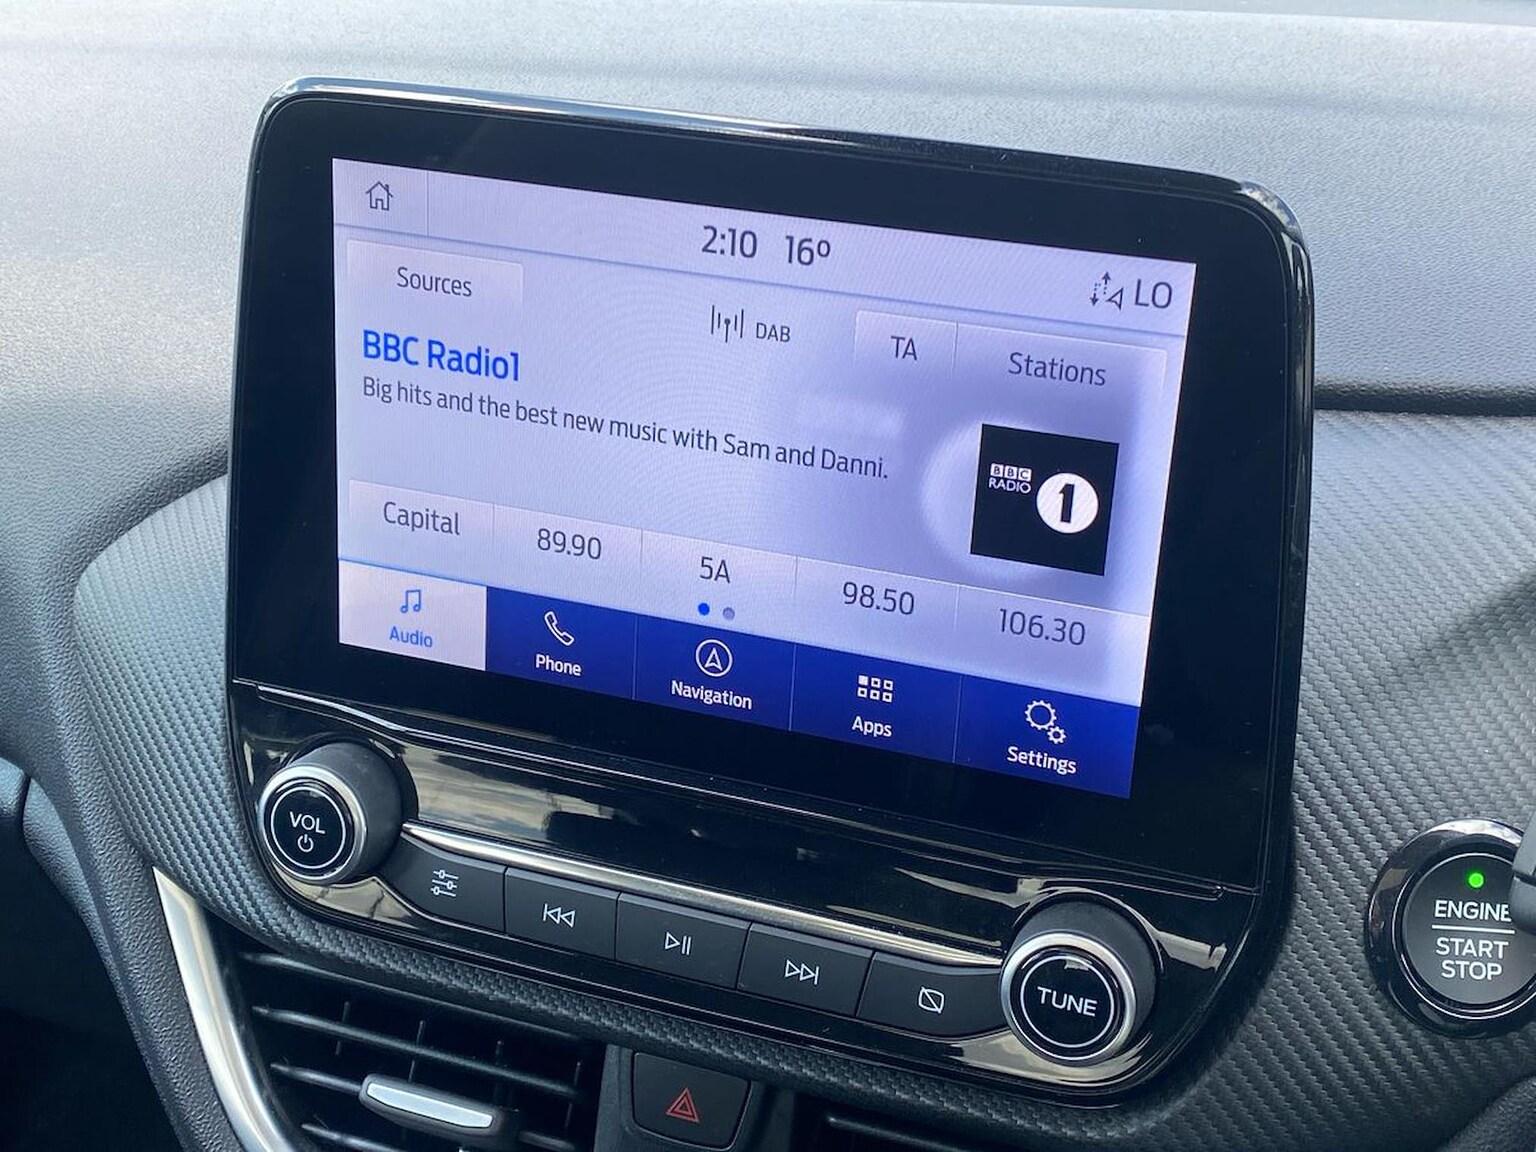 2:10 16º
LO
Sources
DAB
TA
Stations
BBC Radio1
Big hits and the best new music with Sam and Danni.
BBC
RADIO
1
Capital
89.90
5A
98.50
106.30
Audio
Phone
Navigation
Apps
Settings
VOL
TUNE
ENGINE
START
STOP